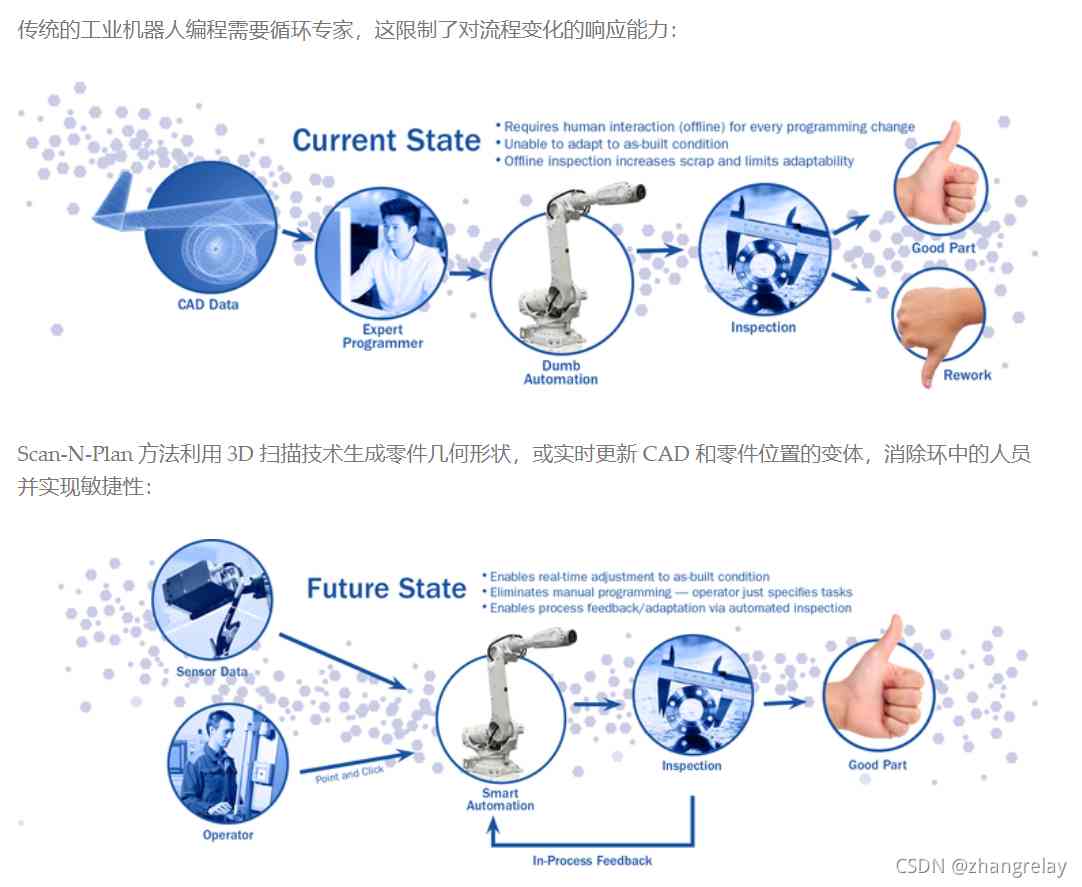 传统的工业机器人编程需要循环专家，这限制了对流程变化的响应能力：
Current State
• Requires human interaction (offline) for every programming change
• Unable to adapt to as-built condition
• Offline inspection increases scrap and limits adaptability
CAD Data
Expert
Programmer
Dumb
Automation
Inspection
Good Part
Rework
Scan-N-Plan 方法利用 3D 扫描技术生成零件几何形状，或实时更新 CAD 和零件位置的变体，消除环中的人员
并实现敏捷性：
Future State
• Enables real-time adjustment to as-built condition
• Eliminates manual programming — operator just specifies tasks
• Enables process feedback/adaptation via automated inspection
Sensor Data
Point and Click
Operator
Smart
Automation
Inspection
Good Part
In-Process Feedback
CSDN @zhangrelay